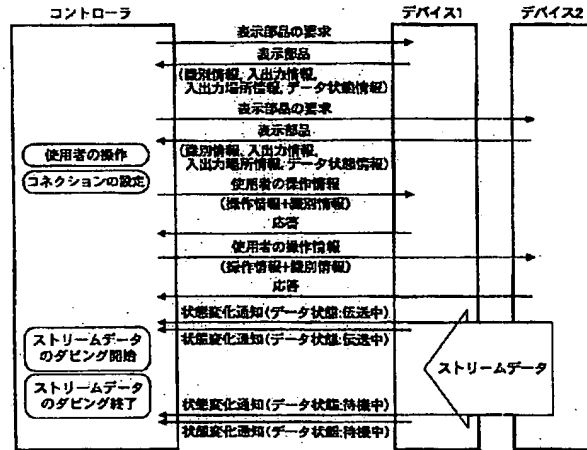 コントローラ
デバイス1
デバイス2
表示部品の要求
表示部品
(識別情報, 入出力情報,
入出力場所情報, データ状態情報)
表示部品の要求
表示部品
(識別情報, 入出力情報,
入出力場所情報, データ状態情報)
使用者の操作
コネクションの設定
使用者の操作情報
(操作情報+識別情報)
応答
使用者の操作情報
(操作情報+識別情報)
応答
状態変化通知(データ状態:伝送中)
状態変化通知(データ状態:伝送中)
ストリームデータ
のダビング開始
ストリームデータ
ストリームデータ
のダビング終了
状態変化通知(データ状態:待機中)
状態変化通知(データ状態:待機中)